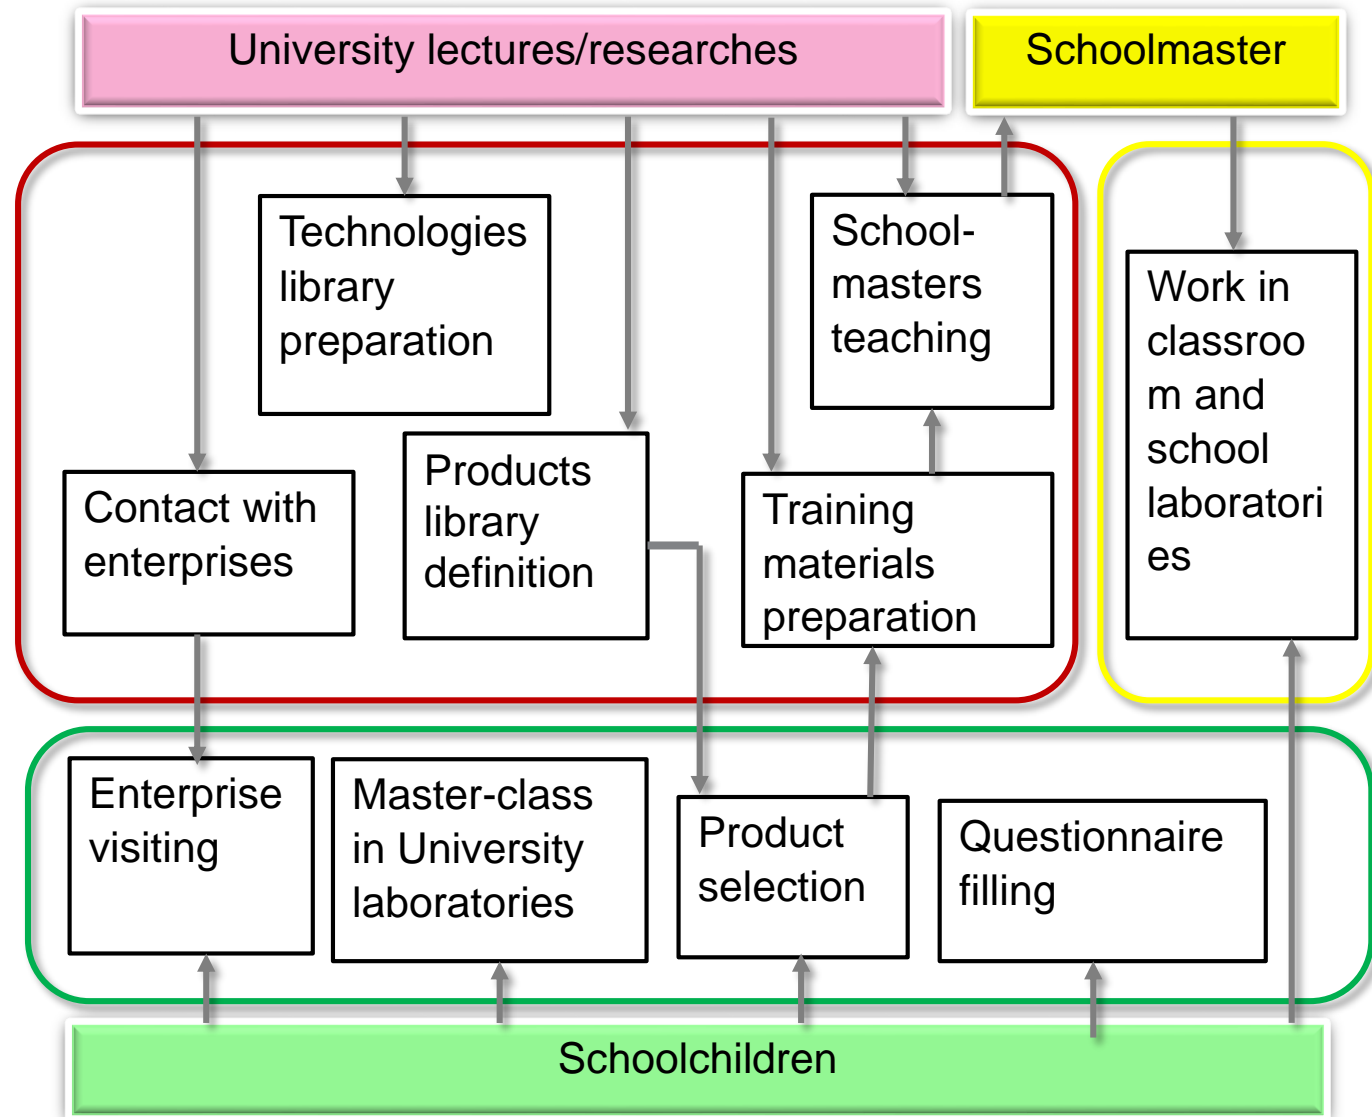 University lectures/researches
Schoolmaster
Technologies
library
preparation
School-
masters
teaching
Work in
classroo
m and
school
laboratori
es
Contact with
enterprises
Products
library
definition
Training
materials
preparation
Enterprise
visiting
Master-class
in University
laboratories
Product
selection
Questionnaire
filling
Schoolchildren